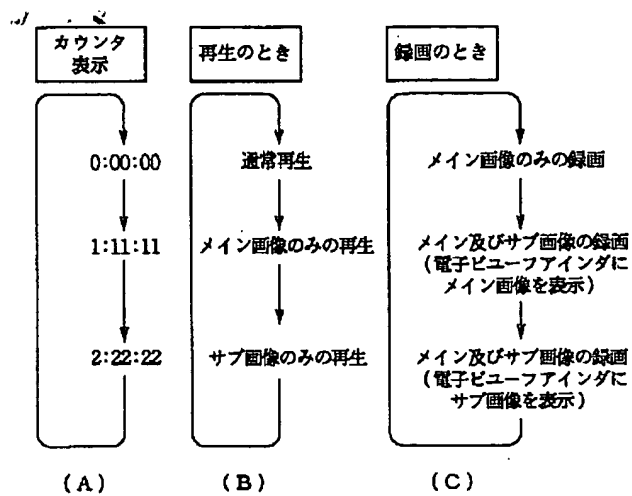 カウンタ
表示
再生のとき
録画のとき
0:00:00
通常再生
メイン画像のみの録画
1:11:11
メイン画像のみの再生
メイン及びサブ画像の録画
(電子ビユーフアインダに
メイン画像を表示)
2:22:22
サブ画像のみの再生
メイン及びサブ画像の録画
(電子ビユーフアインダに
サブ画像を表示)
(A)
(B)
(C)